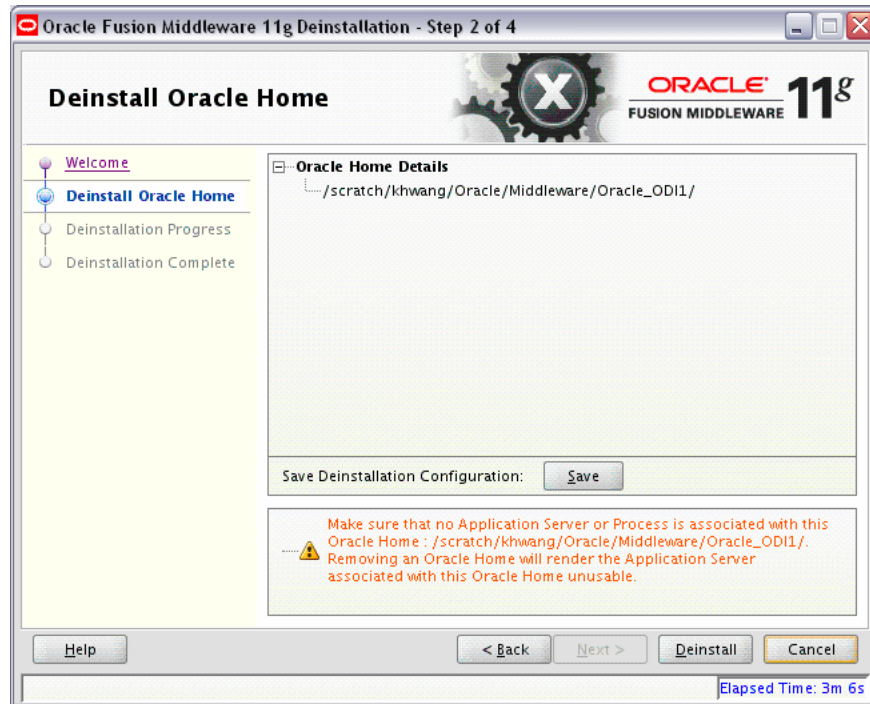 Oracle Fusion Middleware 11g Deinstallation - Step 2 of 4
Deinstall Oracle Home
ORACLE
FUSION MIDDLEWARE
11g
Welcome
Deinstall Oracle Home
Deinstallation Progress
Deinstallation Complete
Oracle Home Details
/scratch/khwang/Oracle/Middleware/Oracle_ODI1/
Save Deinstallation Configuration: Save
Make sure that no Application Server or Process is associated with this
Oracle Home : /scratch/khwang/Oracle/Middleware/Oracle_ODI1/.
Removing an Oracle Home will render the Application Server
associated with this Oracle Home unusable.
Help < Back Next > Deinstall Cancel
Elapsed Time: 3m 6s